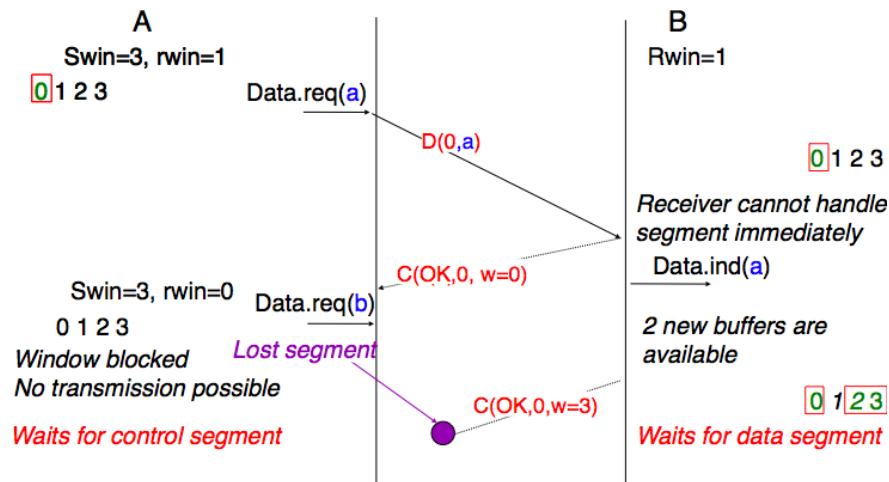 A
B
Swin=3, rwin=1
Rwin=1
0 1 2 3
Data.req(a)
D(0,a)
0 1 2 3
Receiver cannot handle
segment immediately
C(OK,0, w=0)
Data.ind(a)
Swin=3, rwin=0
Data.req(b)
0 1 2 3
2 new buffers are
available
Window blocked
No transmission possible
Lost segment
C(OK,0,w=3)
0 1 2 3
Waits for control segment
Waits for data segment